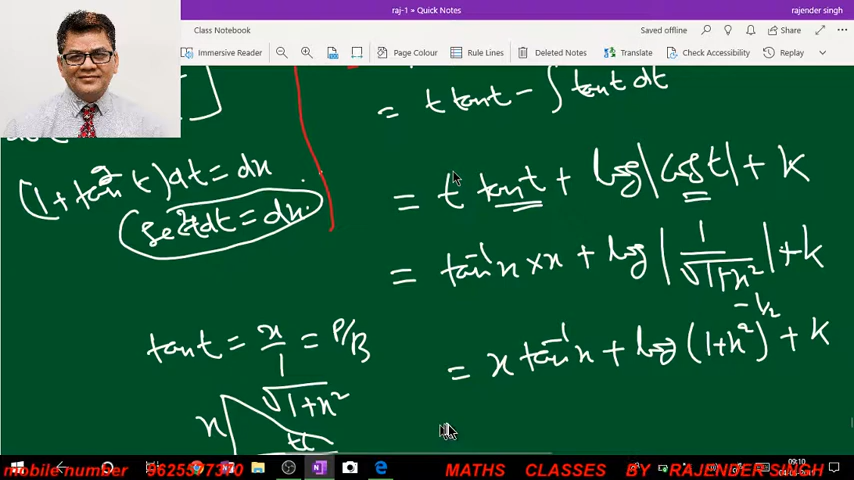 raj-1 » Quick Notes
rajender singh
Class Notebook
Saved offline
Share
Immersive Reader
Page Colour
Rule Lines
Deleted Notes
Translate
Check Accessibility
Replay
= t tant - ∫ tant dt
(1+tan²t)dt = dx
= t tant + log|cost| + K
sec²t dt = dx
= tan⁻¹x × x + log|1/√1+x²| + K
tant = x/1 = P/B
= x tan⁻¹x + log(1+x²)^-1/2 + K
√1+x²
x
09:10
mobile number 9625597370 MATHS CLASSES BY RAJENDER SINGH